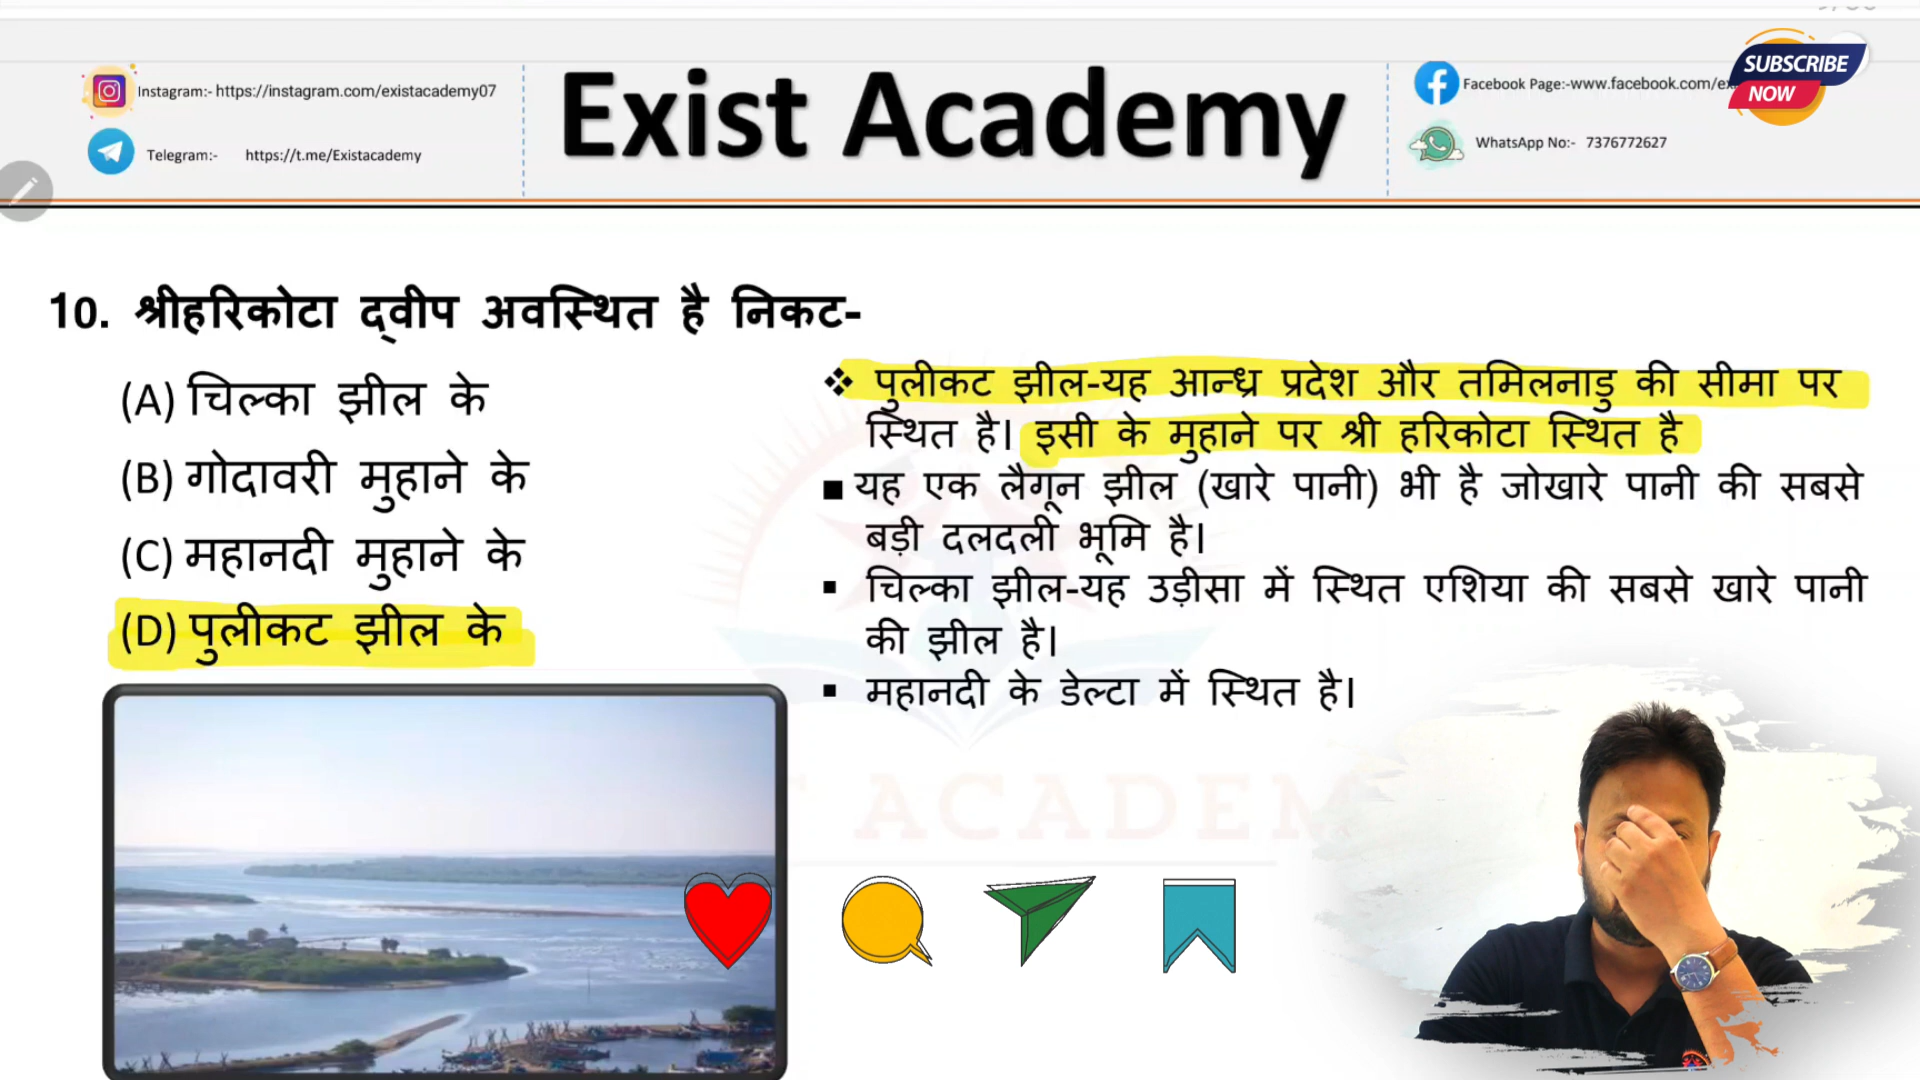 SUBSCRIBE
NOW
Instagram:- https://instagram.com/existacademy07
Telegram:- https://t.me/Existacademy
Exist Academy
Facebook Page:-www.facebook.com/ex
WhatsApp No:- 7376772627
10. श्रीहरिकोटा द्वीप अवस्थित है निकट-
(A) चिल्का झील के
(B) गोदावरी मुहाने के
(C) महानदी मुहाने के
(D) पुलीकट झील के
❖ पुलीकट झील-यह आन्ध्र प्रदेश और तमिलनाडु की सीमा पर
स्थित है। इसी के मुहाने पर श्री हरिकोटा स्थित है
■ यह एक लैगून झील (खारे पानी) भी है जोखारे पानी की सबसे
बड़ी दलदली भूमि है।
▪ चिल्का झील-यह उड़ीसा में स्थित एशिया की सबसे खारे पानी
की झील है।
▪ महानदी के डेल्टा में स्थित है।
ACADEM